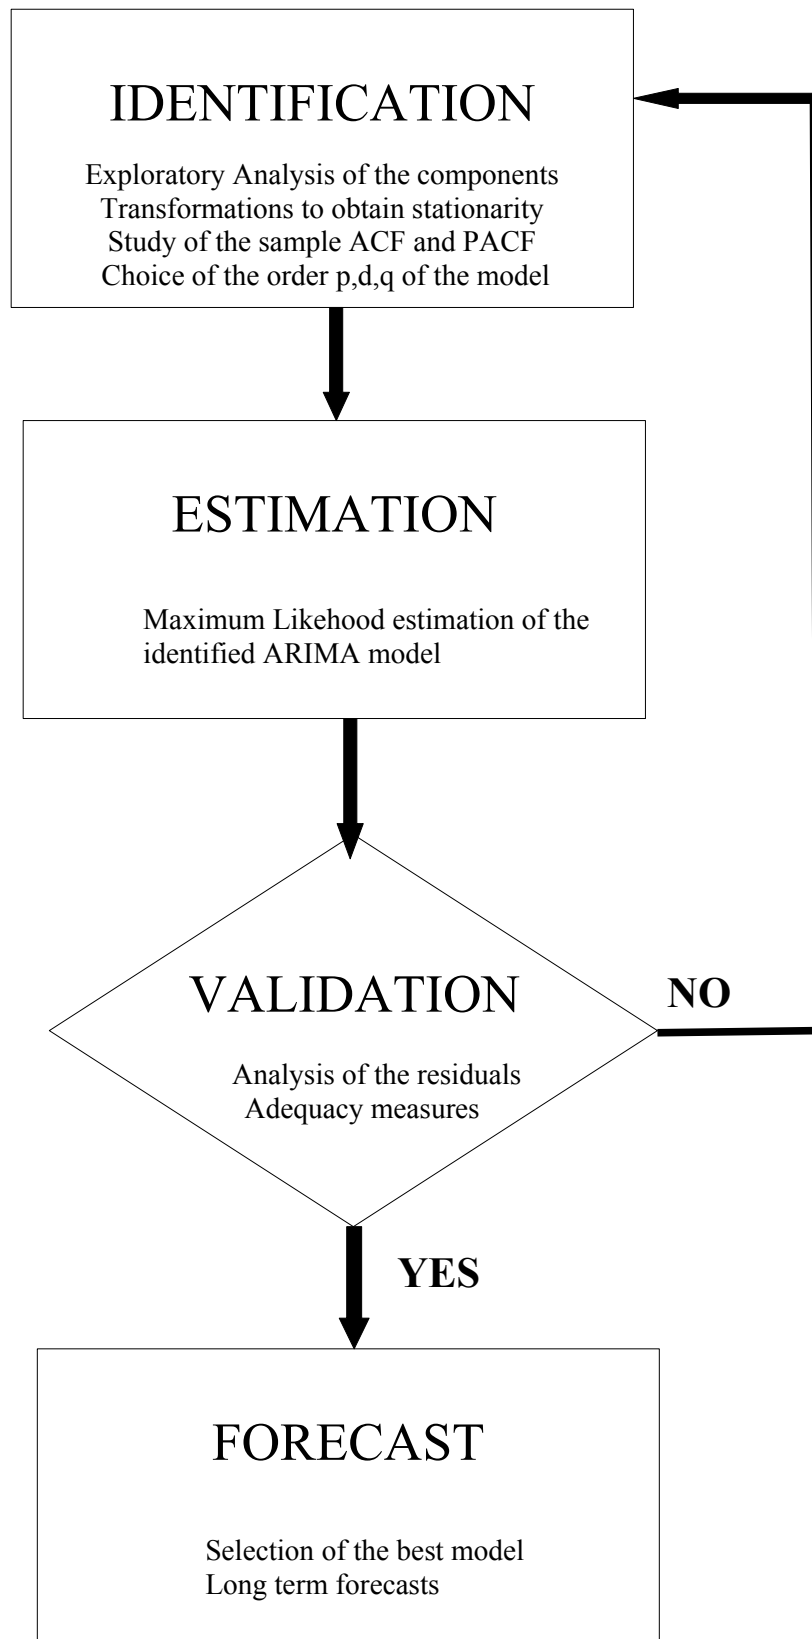 IDENTIFICATION
Exploratory Analysis of the components
Transformations to obtain stationarity
Study of the sample ACF and PACF
Choice of the order p,d,q of the model
ESTIMATION
Maximum Likehood estimation of the
identified ARIMA model
VALIDATION
NO
Analysis of the residuals
Adequacy measures
YES
FORECAST
Selection of the best model
Long term forecasts